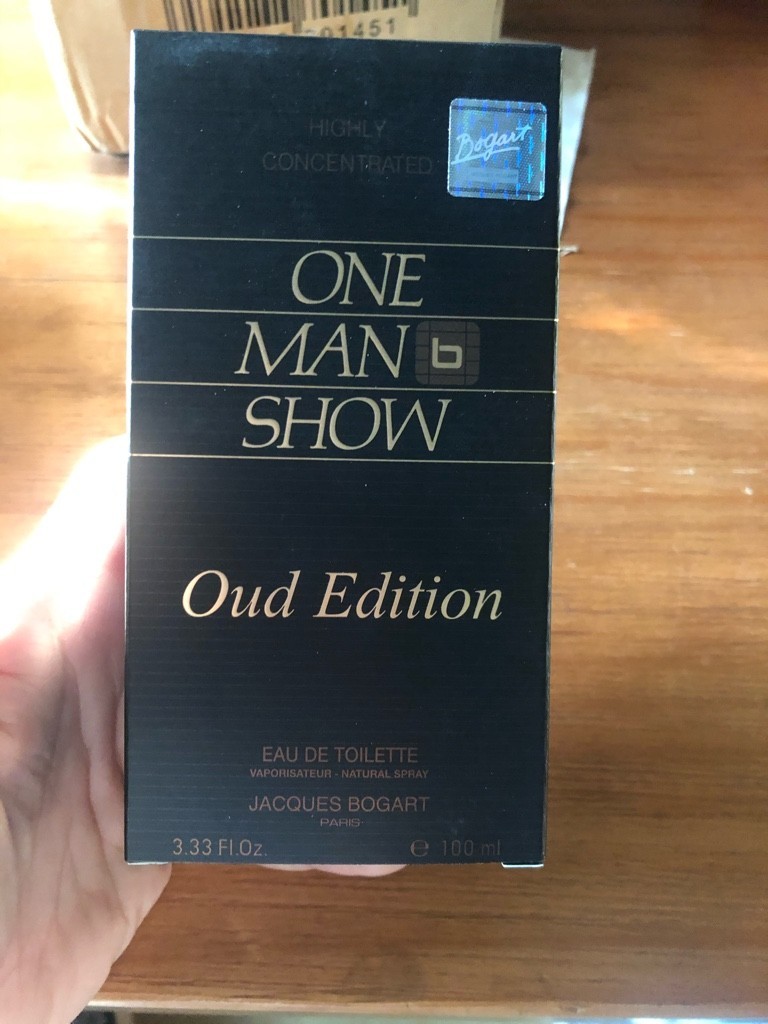 91451
HIGHLY
CONCENTRATED
Bogart
ONE
MAN b
SHOW
Oud Edition
EAU DE TOILETTE
VAPORISATEUR - NATURAL SPRAY
JACQUES BOGART
PARIS
3.33 Fl.Oz. ℮ 100 ml